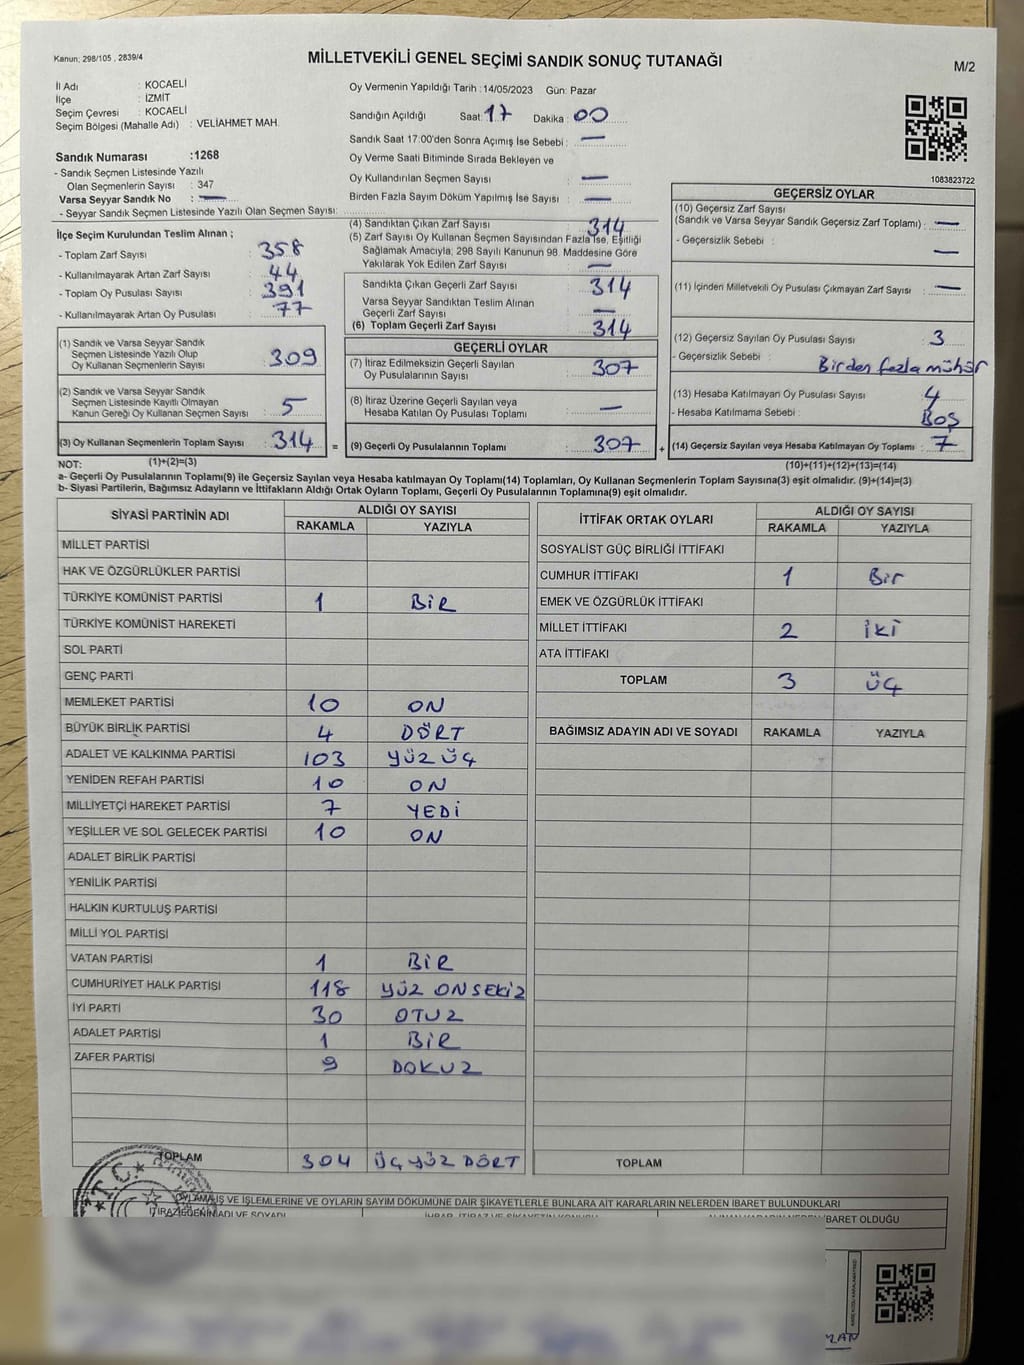 Kanun; 298/105 , 2839/4
MİLLETVEKİLİ GENEL SEÇİMİ SANDIK SONUÇ TUTANAĞI
M/2
İl Adı : KOCAELİ
İlçe : İZMİT
Seçim Çevresi : KOCAELİ
Seçim Bölgesi (Mahalle Adı) : VELİAHMET MAH.
Oy Vermenin Yapıldığı Tarih : 14/05/2023 Gün: Pazar
Sandığın Açıldığı Saat: 17 Dakika : 00
Sandık Saat 17:00'den Sonra Açımış İse Sebebi : —
Oy Verme Saati Bitiminde Sırada Bekleyen ve
Oy Kullandırılan Seçmen Sayısı : —
Birden Fazla Sayım Döküm Yapılmış İse Sayısı : —
1083823722
Sandık Numarası :1268
- Sandık Seçmen Listesinde Yazılı
Olan Seçmenlerin Sayısı : 347
Varsa Seyyar Sandık No : —
- Seyyar Sandık Seçmen Listesinde Yazılı Olan Seçmen Sayısı:
İlçe Seçim Kurulundan Teslim Alınan ;
- Toplam Zarf Sayısı : 358
- Kullanılmayarak Artan Zarf Sayısı : 44
- Toplam Oy Pusulası Sayısı : 391
- Kullanılmayarak Artan Oy Pusulası : 77
(1) Sandık ve Varsa Seyyar Sandık
Seçmen Listesinde Yazılı Olup
Oy Kullanan Seçmenlerin Sayısı : 309
(2) Sandık ve Varsa Seyyar Sandık
Seçmen Listesinde Kayıtlı Olmayan
Kanun Gereği Oy Kullanan Seçmen Sayısı : 5
(3) Oy Kullanan Seçmenlerin Toplam Sayısı : 314
(1)+(2)=(3)
(4) Sandıktan Çıkan Zarf Sayısı : 314
(5) Zarf Sayısı Oy Kullanan Seçmen Sayısından Fazla İse, Eşitliği
Sağlamak Amacıyla, 298 Sayılı Kanunun 98. Maddesine Göre
Yakılarak Yok Edilen Zarf Sayısı : —
Sandıkta Çıkan Geçerli Zarf Sayısı : 314
Varsa Seyyar Sandıktan Teslim Alınan
Geçerli Zarf Sayısı : —
(6) Toplam Geçerli Zarf Sayısı : 314
GEÇERLİ OYLAR
(7) İtiraz Edilmeksizin Geçerli Sayılan
Oy Pusulalarının Sayısı : 307
(8) İtiraz Üzerine Geçerli Sayılan veya
Hesaba Katılan Oy Pusulası Toplamı : —
= (9) Geçerli Oy Pusulalarının Toplamı : 307
GEÇERSİZ OYLAR
(10) Geçersiz Zarf Sayısı
(Sandık ve Varsa Seyyar Sandık Geçersiz Zarf Toplamı) : —
- Geçersizlik Sebebi : —
(11) İçinden Milletvekili Oy Pusulası Çıkmayan Zarf Sayısı : —
(12) Geçersiz Sayılan Oy Pusulası Sayısı : 3
- Geçersizlik Sebebi : Birden fazla mühür
(13) Hesaba Katılmayan Oy Pusulası Sayısı : 4
- Hesaba Katılmama Sebebi : BOŞ
+ (14) Geçersiz Sayılan veya Hesaba Katılmayan Oy Toplamı : 7
(10)+(11)+(12)+(13)=(14)
NOT:
a- Geçerli Oy Pusulalarının Toplamı(9) ile Geçersiz Sayılan veya Hesaba katılmayan Oy Toplamı(14) Toplamları, Oy Kullanan Seçmenlerin Toplam Sayısına(3) eşit olmalıdır. (9)+(14)=(3)
b- Siyasi Partilerin, Bağımsız Adayların ve İttifakların Aldığı Ortak Oyların Toplamı, Geçerli Oy Pusulalarının Toplamına(9) eşit olmalıdır.
SİYASİ PARTİNİN ADI ALDIĞI OY SAYISI
RAKAMLA YAZIYLA
MİLLET PARTİSİ
HAK VE ÖZGÜRLÜKLER PARTİSİ
TÜRKİYE KOMÜNİST PARTİSİ 1 BİR
TÜRKİYE KOMÜNİST HAREKETİ
SOL PARTİ
GENÇ PARTİ
MEMLEKET PARTİSİ 10 ON
BÜYÜK BİRLİK PARTİSİ 4 DÖRT
ADALET VE KALKINMA PARTİSİ 103 YÜZ ÜÇ
YENİDEN REFAH PARTİSİ 10 ON
MİLLİYETÇİ HAREKET PARTİSİ 7 YEDİ
YEŞİLLER VE SOL GELECEK PARTİSİ 10 ON
ADALET BİRLİK PARTİSİ
YENİLİK PARTİSİ
HALKIN KURTULUŞ PARTİSİ
MİLLİ YOL PARTİSİ
VATAN PARTİSİ 1 BİR
CUMHURİYET HALK PARTİSİ 118 YÜZ ONSEKİZ
İYİ PARTİ 30 OTUZ
ADALET PARTİSİ 1 BİR
ZAFER PARTİSİ 9 DOKUZ
TOPLAM 304 ÜÇYÜZ DÖRT
İTTİFAK ORTAK OYLARI ALDIĞI OY SAYISI
RAKAMLA YAZIYLA
SOSYALİST GÜÇ BİRLİĞİ İTTİFAKI
CUMHUR İTTİFAKI 1 Bir
EMEK VE ÖZGÜRLÜK İTTİFAKI
MİLLET İTTİFAKI 2 İKİ
ATA İTTİFAKI
TOPLAM 3 ÜÇ
BAĞIMSIZ ADAYIN ADI VE SOYADI RAKAMLA YAZIYLA
TOPLAM
T.C.
OYLAMA İŞ VE İŞLEMLERİNE VE OYLARIN SAYIM DÖKÜMÜNE DAİR ŞİKAYETLERLE BUNLARA AİT KARARLARIN NELERDEN İBARET BULUNDUKLARI
İTİRAZ EDENİN ADI VE SOYADI
İBARET OLDUĞU